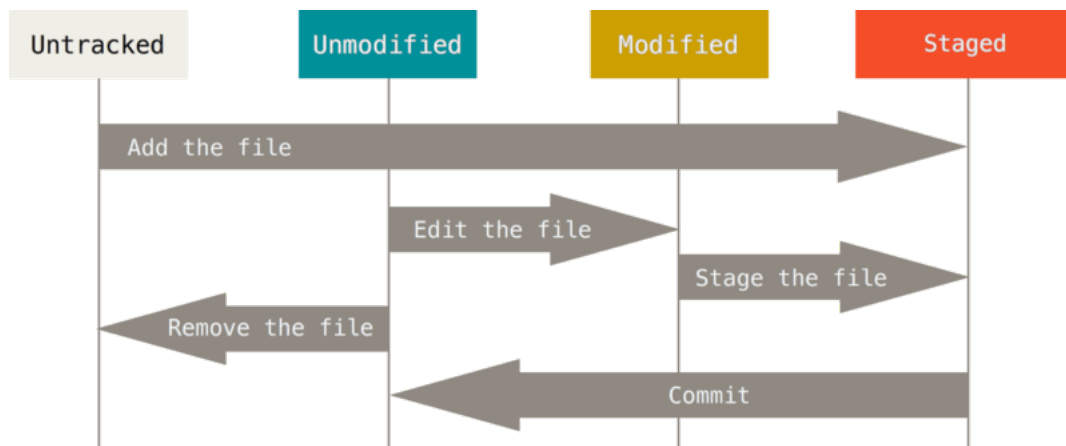 Untracked
Unmodified
Modified
Staged
Add the file
Edit the file
Stage the file
Remove the file
Commit